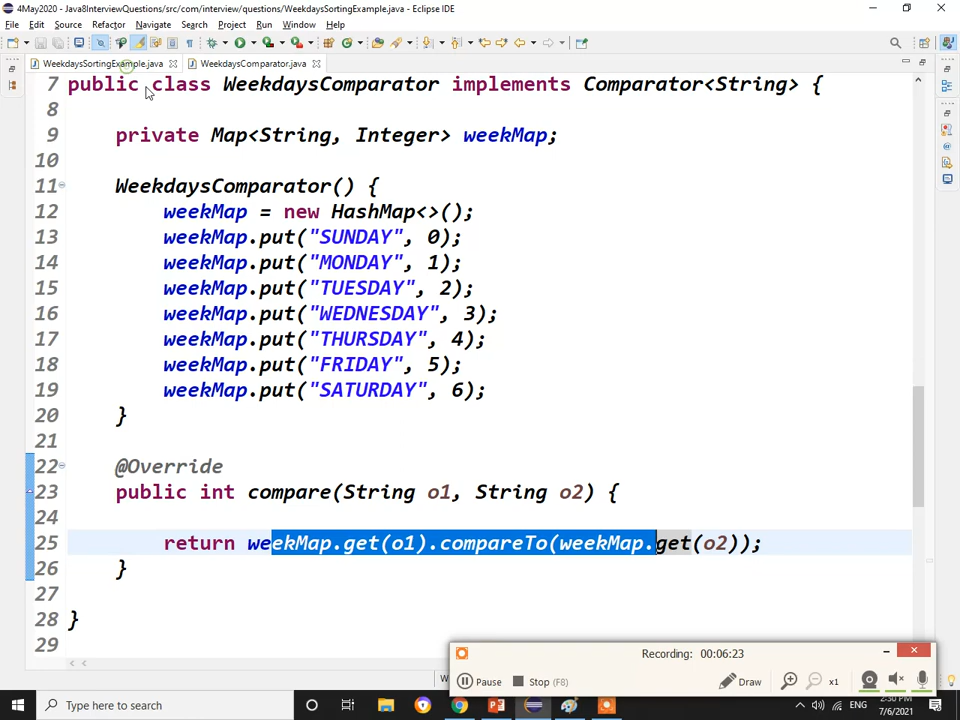 4May2020 - Java8InterviewQuestions/src/com/interview/questions/WeekdaysSortingExample.java - Eclipse IDE
File Edit Source Refactor Navigate Search Project Run Window Help
WeekdaysSortingExample.java WeekdaysComparator.java
7 public class WeekdaysComparator implements Comparator<String> {
8
9 private Map<String, Integer> weekMap;
10
11 WeekdaysComparator() {
12 weekMap = new HashMap<>();
13 weekMap.put("SUNDAY", 0);
14 weekMap.put("MONDAY", 1);
15 weekMap.put("TUESDAY", 2);
16 weekMap.put("WEDNESDAY", 3);
17 weekMap.put("THURSDAY", 4);
18 weekMap.put("FRIDAY", 5);
19 weekMap.put("SATURDAY", 6);
20 }
21
22 @Override
23 public int compare(String o1, String o2) {
24
25 return weekMap.get(o1).compareTo(weekMap.get(o2));
26 }
27
28 }
29
Recording: 00:06:23
Pause Stop (F8) Draw x1
Type here to search
ENG 2:30 PM
7/6/2021